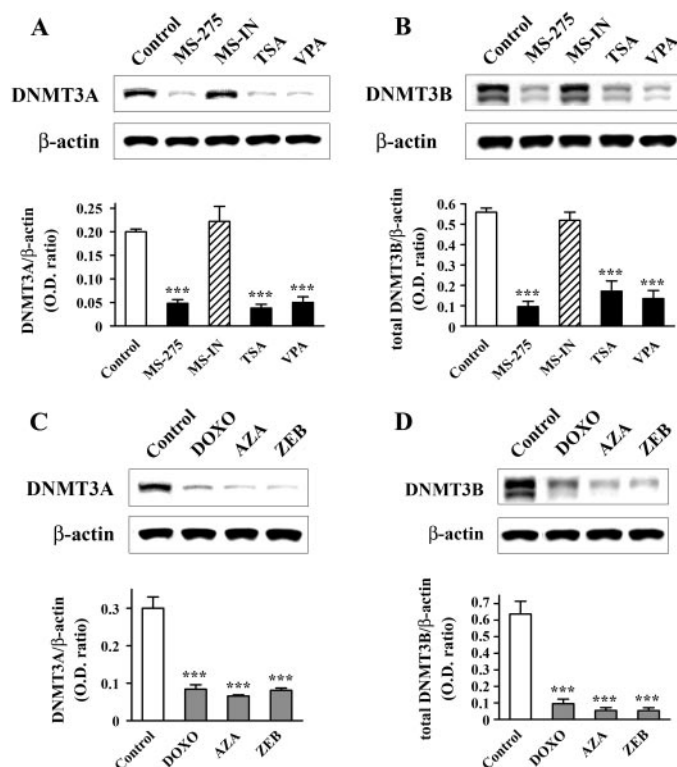 A
Control
MS-275
MS-IN
TSA
VPA
DNMT3A
β-actin
DNMT3A/β-actin
(O.D. ratio)
0.20
0.15
0.10
0.05
0
***
***
***
Control
MS-275
MS-IN
TSA
VPA
B
Control
MS-275
MS-IN
TSA
VPA
DNMT3B
β-actin
total DNMT3B/β-actin
(O.D. ratio)
0.6
0.5
0.4
0.3
0.2
0.1
0
***
***
***
Control
MS-275
MS-IN
TSA
VPA
C
Control
DOXO
AZA
ZEB
DNMT3A
β-actin
DNMT3A/β-actin
(O.D. ratio)
0.3
0.2
0.1
0
***
***
***
Control
DOXO
AZA
ZEB
D
Control
DOXO
AZA
ZEB
DNMT3B
β-actin
total DNMT3B/β-actin
(O.D. ratio)
0.7
0.6
0.5
0.4
0.3
0.2
0.1
0
***
***
***
Control
DOXO
AZA
ZEB